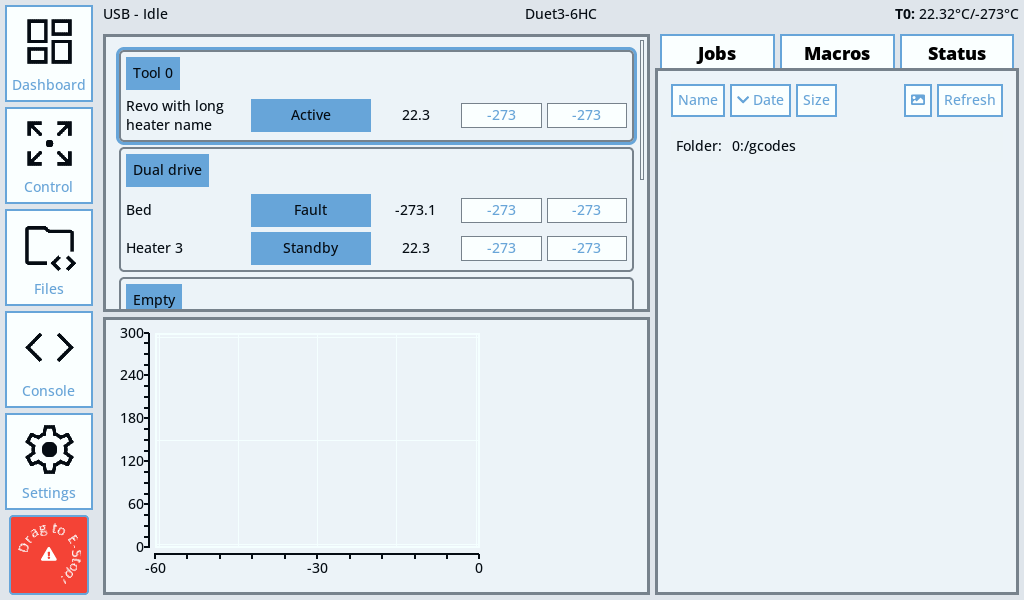 USB - Idle
Duet3-6HC
T0: 22.32°C/-273°C
Dashboard
Control
Files
Console
Settings
Drag to E-Stop!
Tool 0
Revo with long
heater name
Active
22.3
-273
-273
Dual drive
Bed
Fault
-273.1
-273
-273
Heater 3
Standby
22.3
-273
-273
Empty
300
240
180
120
60
0
-60
-30
0
Jobs
Macros
Status
Name
Date
Size
Refresh
Folder: 0:/gcodes